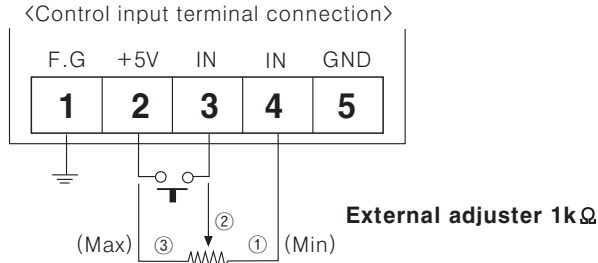 <Control input terminal connection>
F.G +5V IN IN GND
1 2 3 4 5
②
External adjuster 1kΩ
(Max) ③ ① (Min)